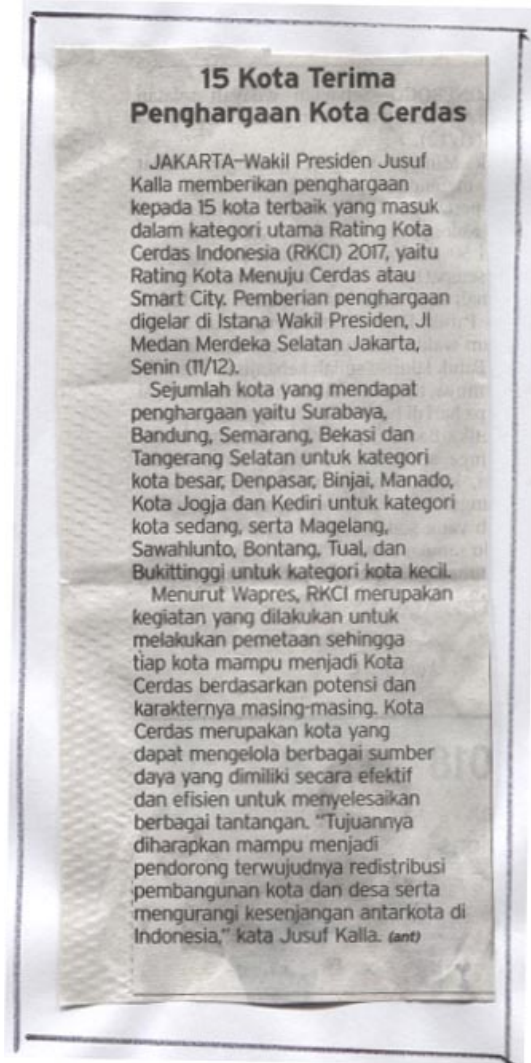 15 Kota Terima
Penghargaan Kota Cerdas
JAKARTA—Wakil Presiden Jusuf
Kalla memberikan penghargaan
kepada 15 kota terbaik yang masuk
dalam kategori utama Rating Kota
Cerdas Indonesia (RKCI) 2017, yaitu
Rating Kota Menuju Cerdas atau
Smart City. Pemberian penghargaan
digelar di Istana Wakil Presiden, Jl
Medan Merdeka Selatan Jakarta,
Senin (11/12).
Sejumlah kota yang mendapat
penghargaan yaitu Surabaya,
Bandung, Semarang, Bekasi dan
Tangerang Selatan untuk kategori
kota besar, Denpasar, Binjai, Manado,
Kota Jogja dan Kediri untuk kategori
kota sedang, serta Magelang,
Sawahlunto, Bontang, Tual, dan
Bukittinggi untuk kategori kota kecil.
Menurut Wapres, RKCI merupakan
kegiatan yang dilakukan untuk
melakukan pemetaan sehingga
tiap kota mampu menjadi Kota
Cerdas berdasarkan potensi dan
karakternya masing-masing. Kota
Cerdas merupakan kota yang
dapat mengelola berbagai sumber
daya yang dimiliki secara efektif
dan efisien untuk menyelesaikan
berbagai tantangan. "Tujuannya
diharapkan mampu menjadi
pendorong terwujudnya redistribusi
pembangunan kota dan desa serta
mengurangi kesenjangan antarkota di
Indonesia," kata Jusuf Kalla. (ant)